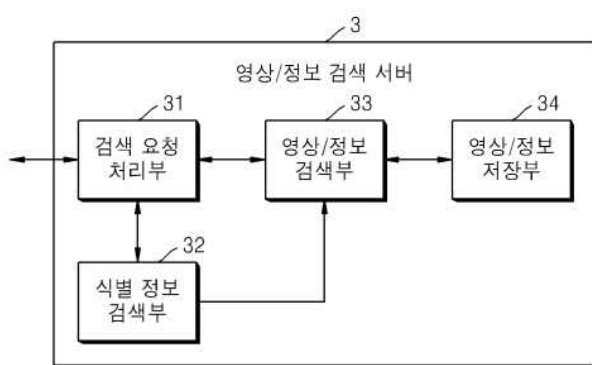 3
영상/정보 검색 서버
31
검색 요청
처리부
33
영상/정보
검색부
34
영상/정보
저장부
32
식별 정보
검색부